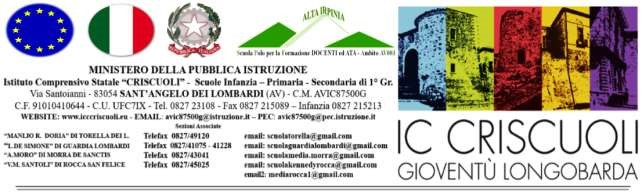 ALTA IRPINIA
Scuola Polo per la Formazione DOCENTI ed ATA - Ambito AV003
MINISTERO DELLA PUBBLICA ISTRUZIONE
Istituto Comprensivo Statale “CRISCUOLI” - Scuole Infanzia – Primaria - Secondaria di 1° Gr.
Via Santoianni - 83054 SANT'ANGELO DEI LOMBARDI (AV) - C.M. AVIC87500G
C.F. 91010410644 - C.U. UFC7IX - Tel. 0827 23108 - Fax 0827 215089 – Infanzia 0827 215213
WEBSITE: www.iccriscuoli.eu - EMAIL: avic87500g@istruzione.it – PEC: avic87500g@pec.istruzione.it
Sezioni Associate
“MANLIO R. DORIA” DI TORELLA DEI L. Telefax 0827/49120 email: scuolatorella@gmail.com
“L.DE SIMONE” DI GUARDIA LOMBARDI Telefax 0827/41075 - 41228 email: scuolaguardialombardi@gmail.com
“A.MORO” DI MORRA DE SANCTIS Telefax 0827/43041 email: scuolamedia.morra@gmail.com
“V.M. SANTOLI” DI ROCCA SAN FELICE Telefax 0827/45025 email: scuolakennedyrocca@gmail.com
email2: mediarocca1@gmail.com
IC CRISCUOLI
GIOVENTÙ LONGOBARDA